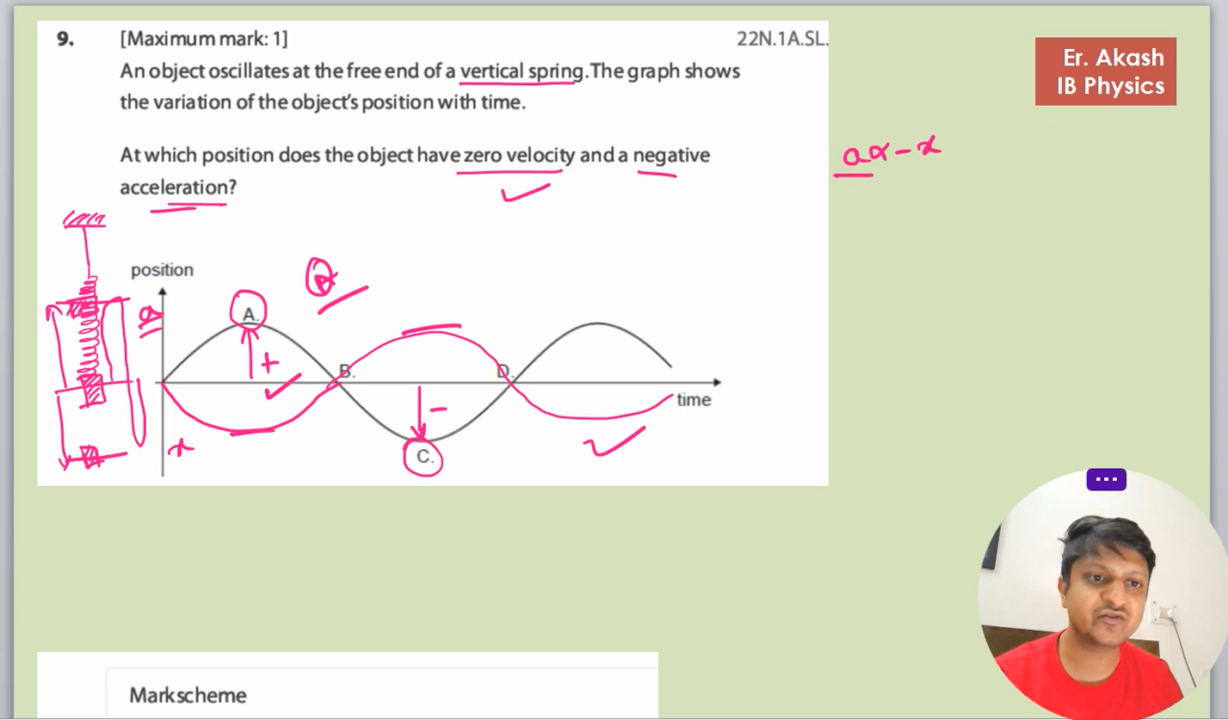 9. [Maximum mark: 1] 22N.1A.SL.
An object oscillates at the free end of a vertical spring. The graph shows
the variation of the object's position with time.
At which position does the object have zero velocity and a negative
acceleration?
Er. Akash
IB Physics
a∝-x
position
a
A.
+
B.
D.
time
-
x
C.
Markscheme